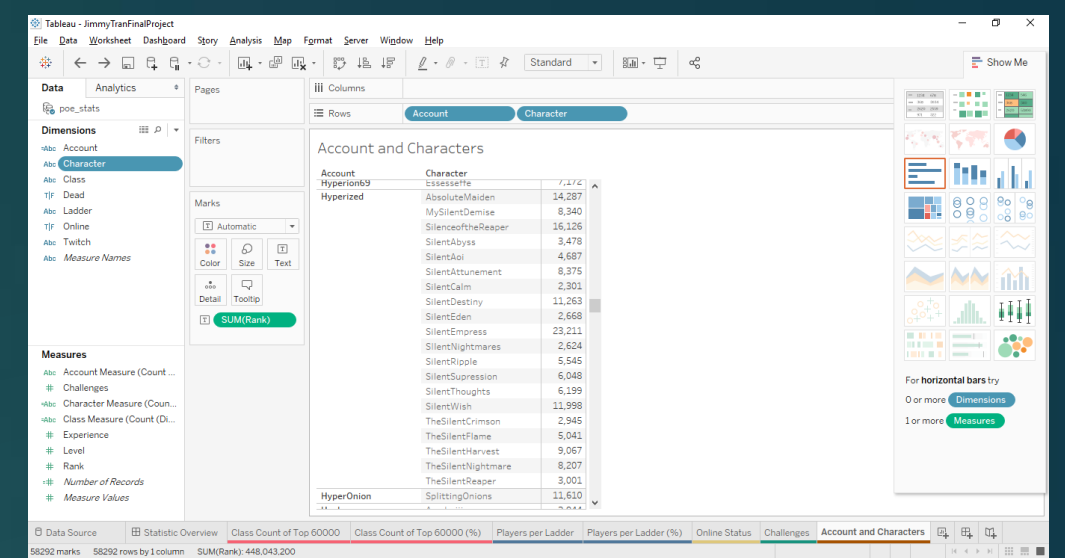 Tableau - JimmyTranFinalProject
File Data Worksheet Dashboard Story Analysis Map Format Server Window Help
Standard
Show Me
Data Analytics
poe_stats
Dimensions
Abc Account
Abc Character
Abc Class
T|F Dead
Abc Ladder
T|F Online
Abc Twitch
Abc Measure Names
Measures
Abc Account Measure (Count ...
# Challenges
=Abc Character Measure (Coun...
=Abc Class Measure (Count (Di...
# Experience
# Level
# Rank
=# Number of Records
# Measure Values
Pages
Filters
Marks
T Automatic
Color Size Text
Detail Tooltip
T SUM(Rank)
Columns
Rows Account Character
Account and Characters
Account Character
Hyperion69 Essesseffe 7,172
Hyperized AbsoluteMaiden 14,287
MySilentDemise 8,340
SilenceoftheReaper 16,126
SilentAbyss 3,478
SilentAoi 4,687
SilentAttunement 8,375
SilentCalm 2,301
SilentDestiny 11,263
SilentEden 2,668
SilentEmpress 23,211
SIlentNightmares 2,624
SilentRipple 5,545
SilentSupression 6,048
SilentThoughts 6,199
SilentWish 11,998
TheSilentCrimson 2,945
TheSilentFlame 5,041
TheSilentHarvest 9,067
TheSilentNightmare 8,207
TheSilentReaper 3,001
HyperOnion SplittingOnions 11,610
For horizontal bars try
0 or more Dimensions
1 or more Measures
Data Source Statistic Overview Class Count of Top 60000 Class Count of Top 60000 (%) Players per Ladder Players per Ladder (%) Online Status Challenges Account and Characters
58292 marks 58292 rows by 1 column SUM(Rank): 448,043,200